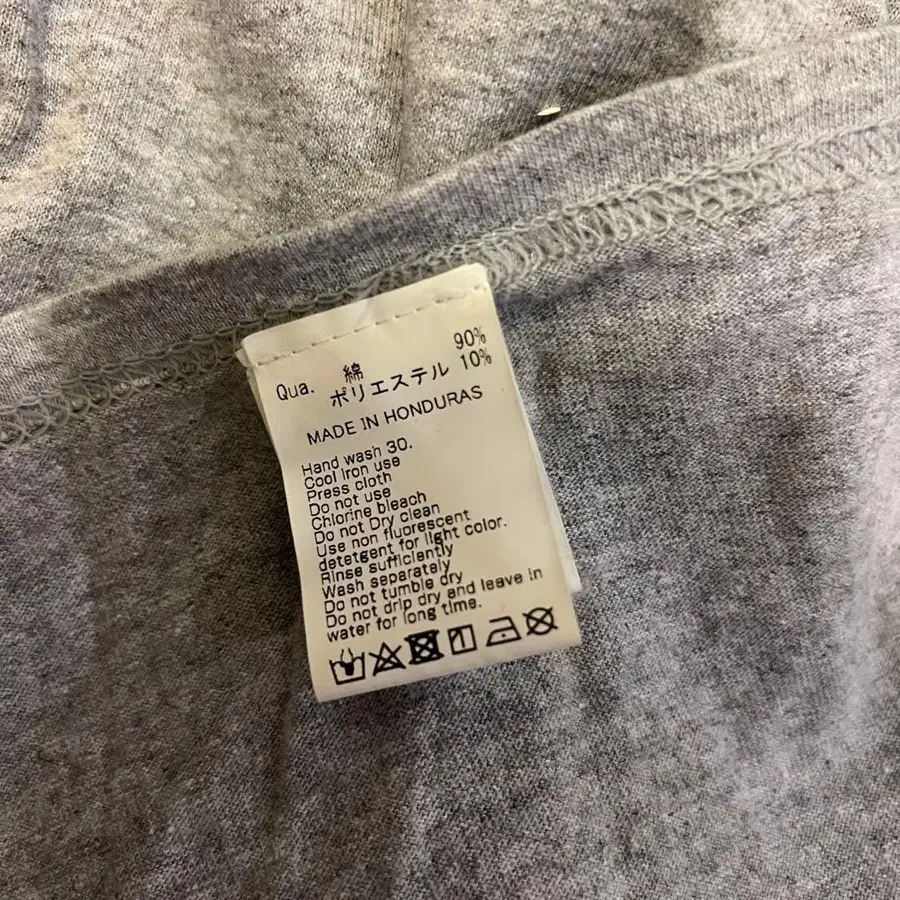 Qua. 綿 90%
ポリエステル 10%
MADE IN HONDURAS
Hand wash 30.
Cool Iron use
Press cloth
Do not use
Chlorine bleach
Do not Dry clean
Use non fluorescent
detetgent for light color.
Rinse sufficiently
Wash separately
Do not tumble dry
Do not drip dry and leave in
water for long time.